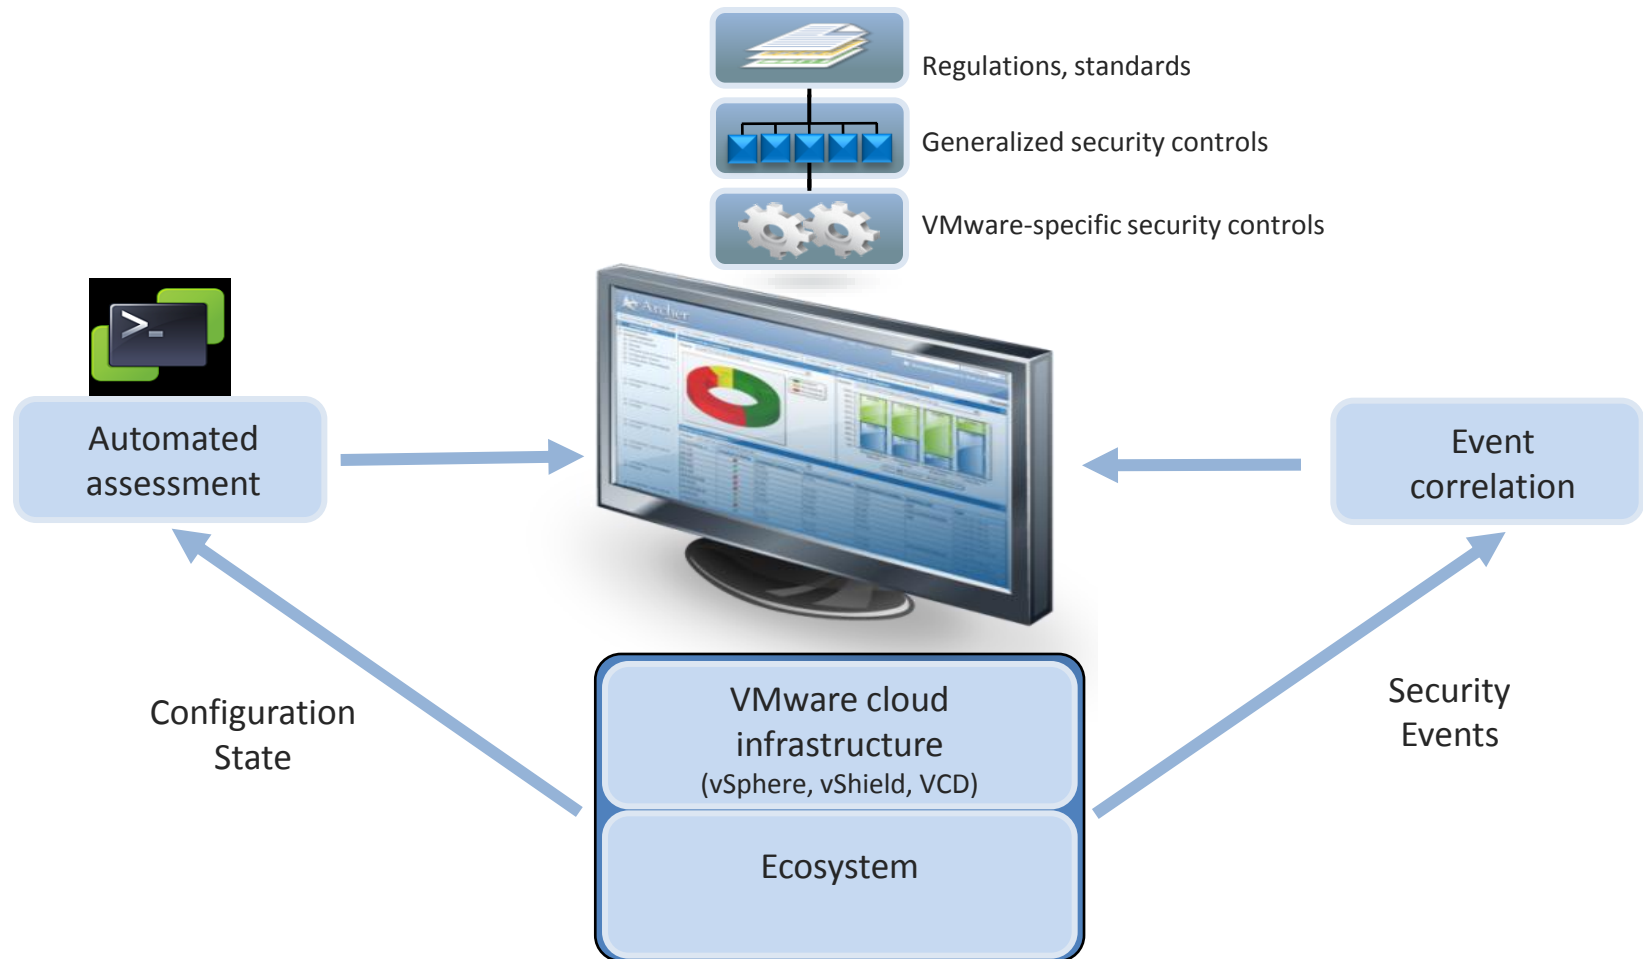 Regulations, standards
Generalized security controls
VMware-specific security controls
>_
Archer
Automated
assessment
Event
correlation
Configuration
State
Security
Events
VMware cloud
infrastructure
(vSphere, vShield, VCD)
Ecosystem